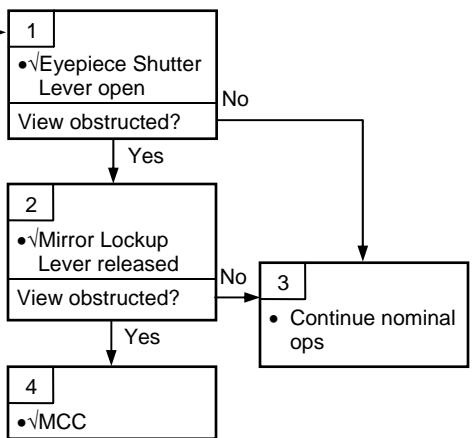 1
•√Eyepiece Shutter
Lever open
View obstructed?
No
Yes
2
•√Mirror Lockup
Lever released
View obstructed?
No
Yes
3
• Continue nominal
ops
4
•√MCC